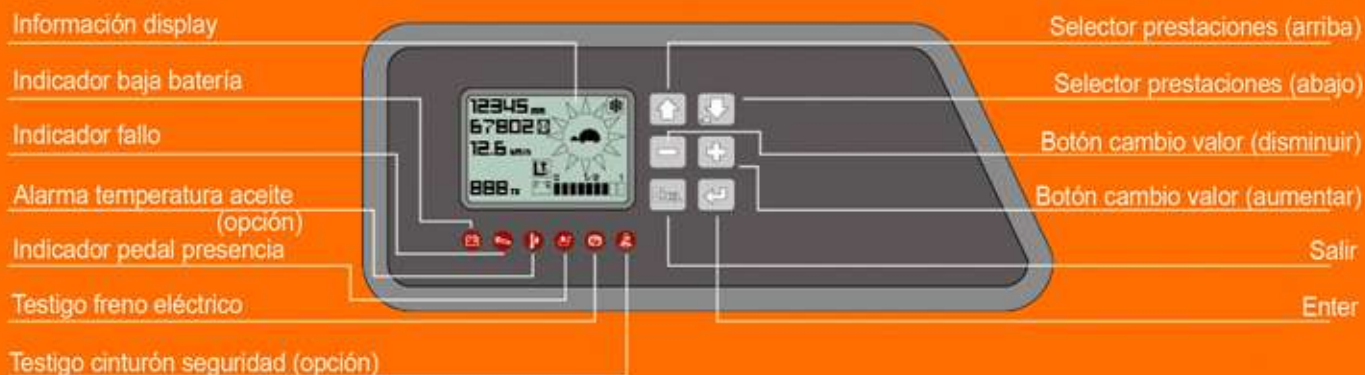 Información display
Indicador baja batería
Indicador fallo
Alarma temperatura aceite
(opción)
Indicador pedal presencia
Testigo freno eléctrico
Testigo cinturón seguridad (opción)
12345
67802
12.6 km/h
888
Selector prestaciones (arriba)
Selector prestaciones (abajo)
Botón cambio valor (disminuir)
Botón cambio valor (aumentar)
Salir
Enter